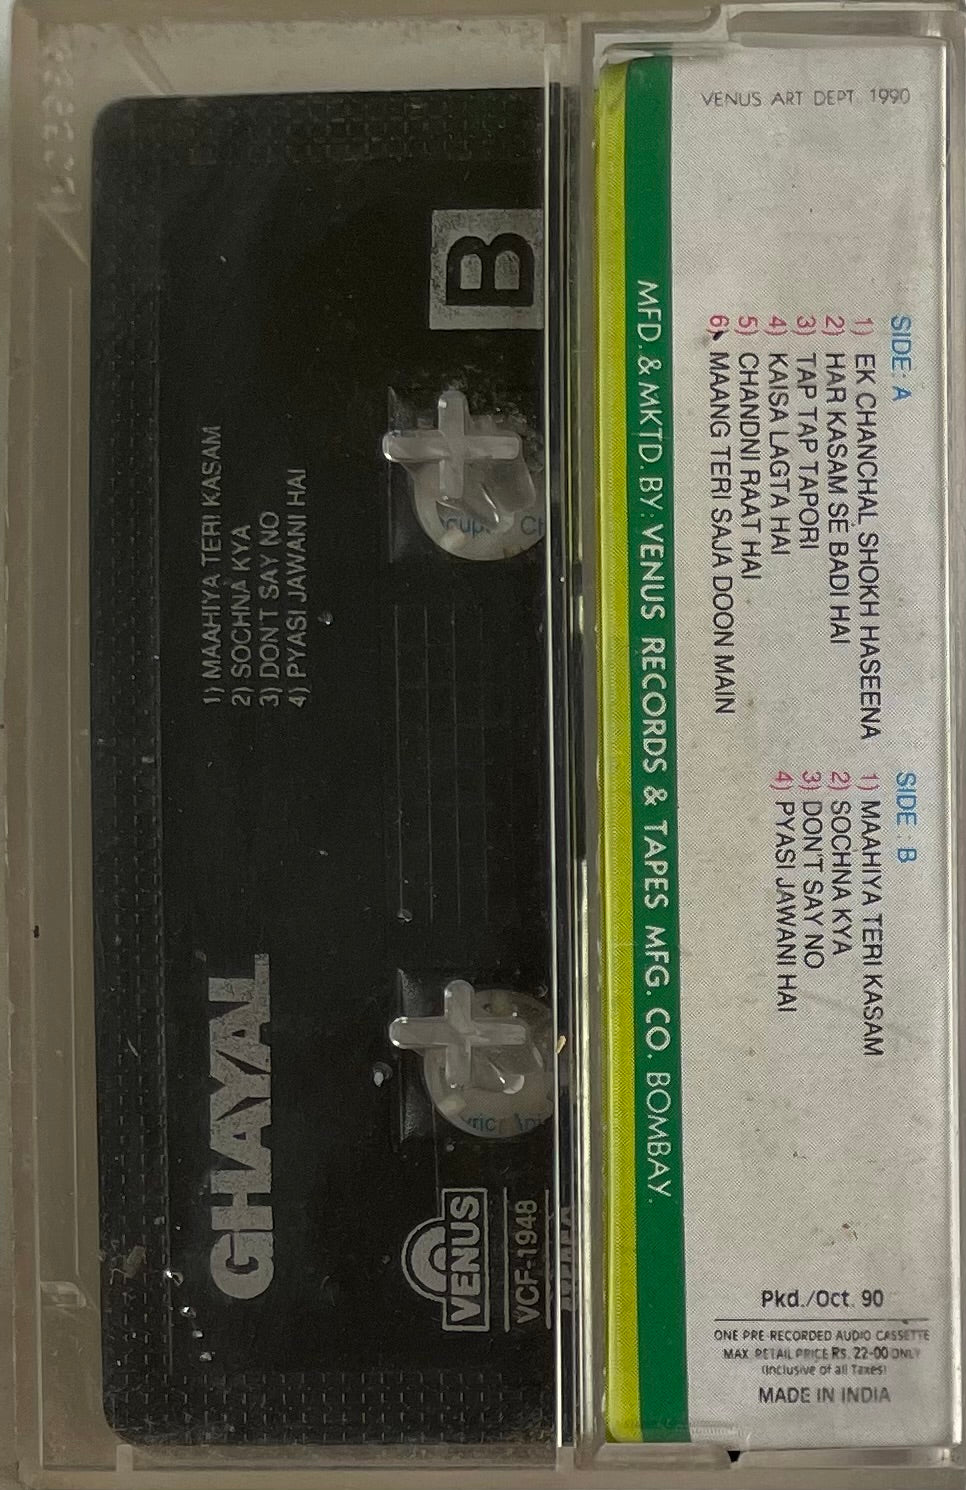 VENUS ART DEPT. 1990
SIDE: A
1) EK CHANCHAL SHOKH HASEENA
2) HAR KASAM SE BADI HAI
3) TAP TAP TAPORI
4) KAISA LAGTA HAI
5) CHANDNI RAAT HAI
6) MAANG TERI SAJA DOON MAIN
SIDE: B
1) MAAHIYA TERI KASAM
2) SOCHNA KYA
3) DON'T SAY NO
4) PYASI JAWANI HAI
Pkd./Oct. 90
ONE PRE-RECORDED AUDIO CASSETTE
MAX. RETAIL PRICE RS. 22-00 ONLY
(Inclusive of all Taxes)
MADE IN INDIA
MFD. & MKTD. BY: VENUS RECORDS & TAPES MFG. CO. BOMBAY.
B
1) MAAHIYA TERI KASAM
2) SOCHNA KYA
3) DON'T SAY NO
4) PYASI JAWANI HAI
GHAYAL
VENUS
VCF-1948